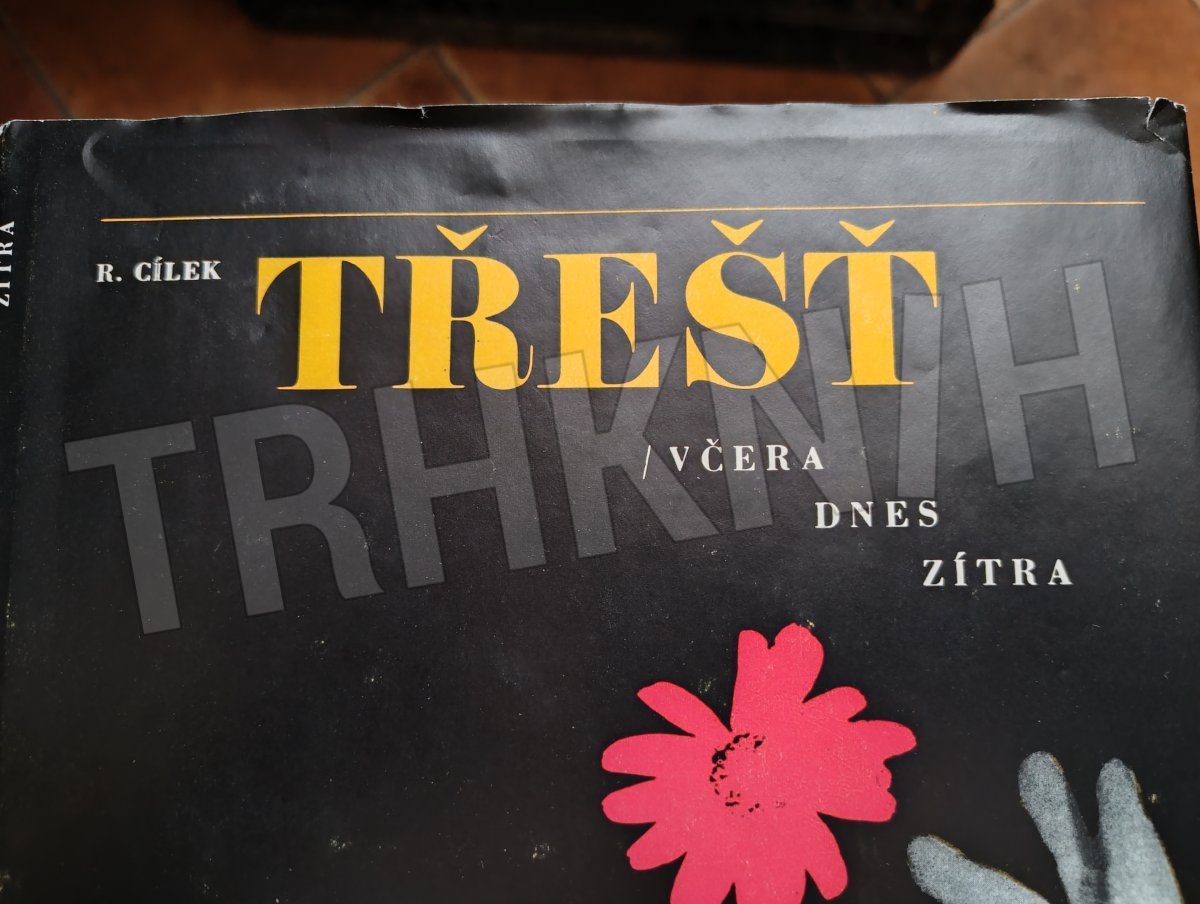 ZÍTRA
R. CÍLEK
TŘEŠŤ
/VČERA
DNES
ZÍTRA
TRHKNIH